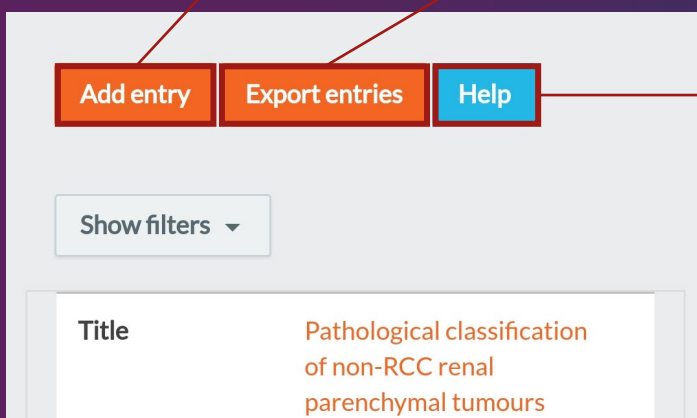 Add entry Export entries Help
Show filters
Title Pathological classification
of non-RCC renal
parenchymal tumours